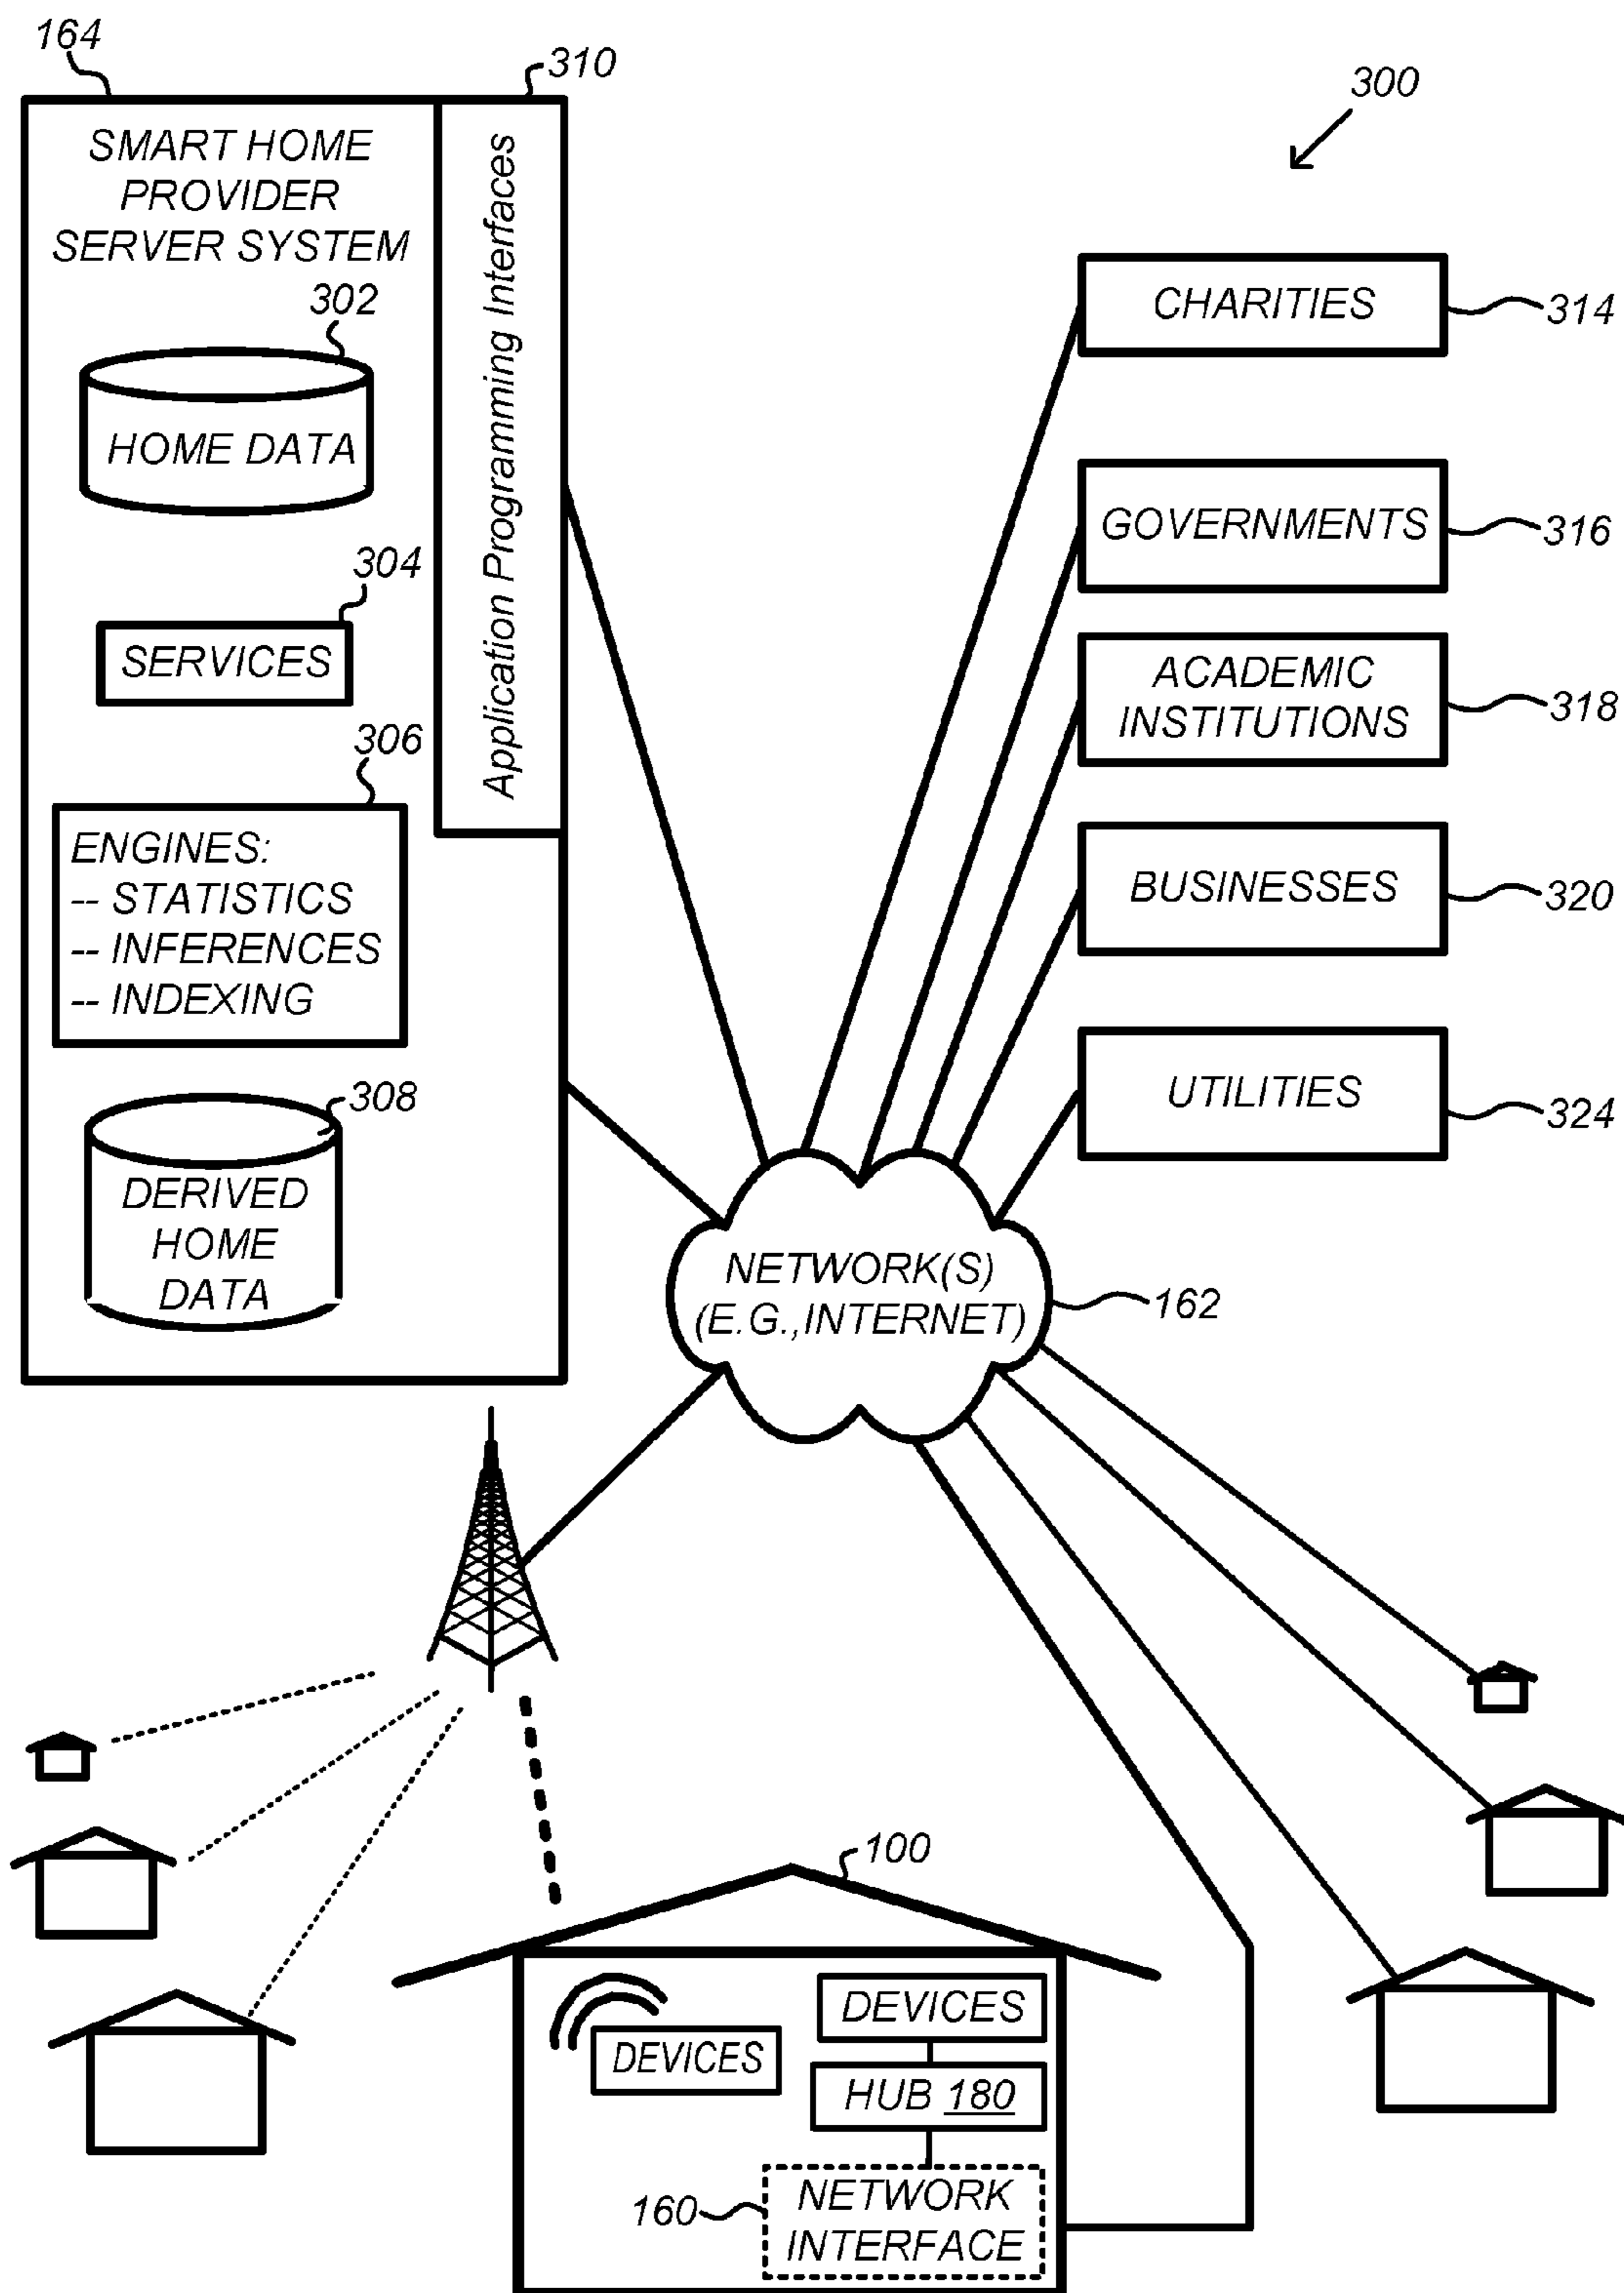 164
310
300
SMART HOME
PROVIDER
SERVER SYSTEM
Application Programming Interfaces
302
HOME DATA
304
SERVICES
306
ENGINES:
-- STATISTICS
-- INFERENCES
-- INDEXING
308
DERIVED
HOME
DATA
CHARITIES
314
GOVERNMENTS
316
ACADEMIC
INSTITUTIONS
318
BUSINESSES
320
UTILITIES
324
NETWORK(S)
(E.G.,INTERNET)
162
100
DEVICES
DEVICES
HUB 180
160
NETWORK
INTERFACE